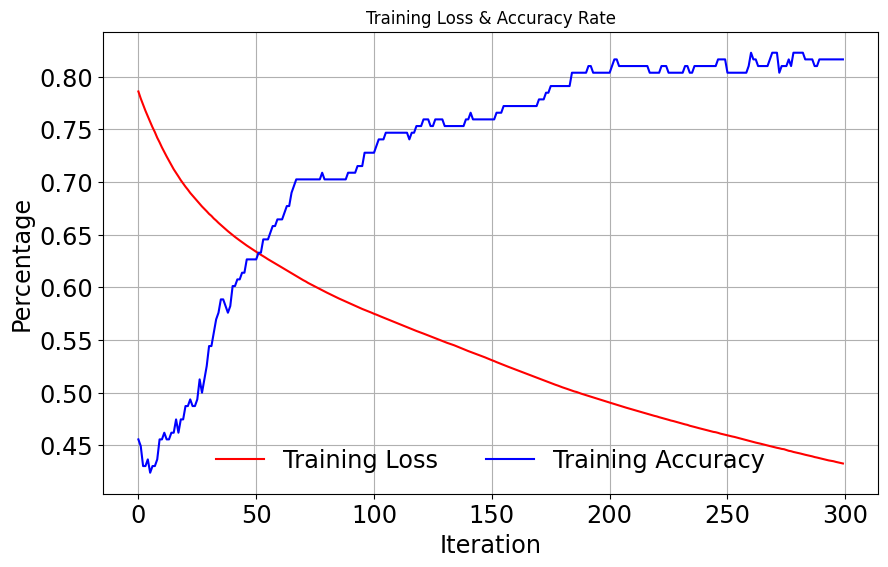 Training Loss & Accuracy Rate
Percentage
0.80
0.75
0.70
0.65
0.60
0.55
0.50
0.45
Training Loss
Training Accuracy
0 50 100 150 200 250 300
Iteration